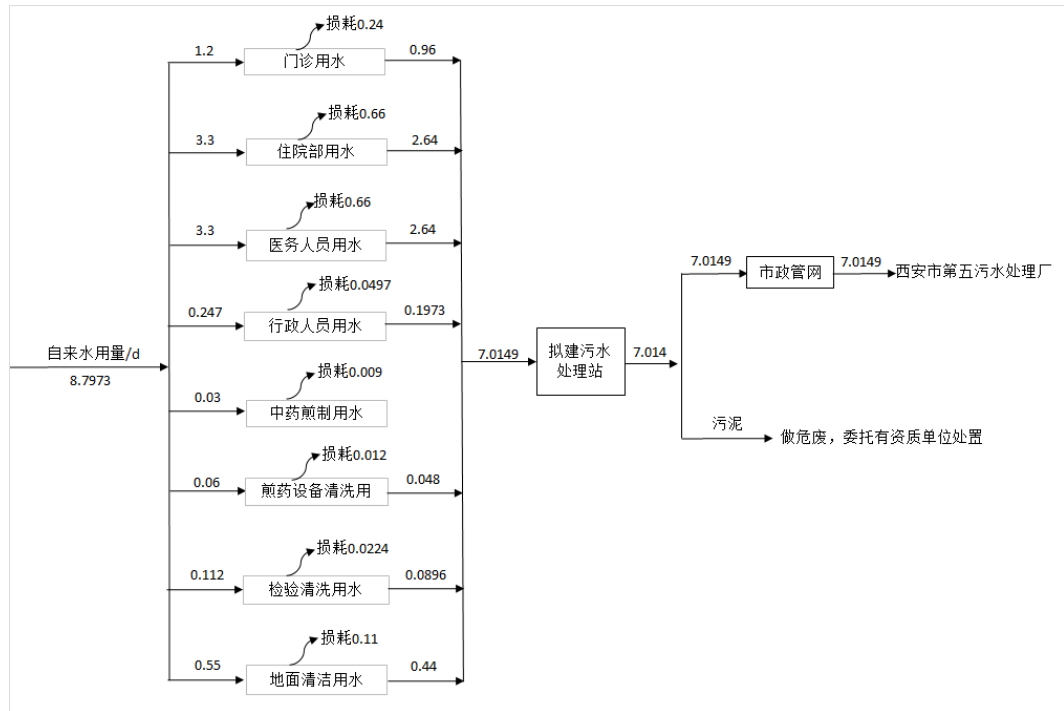 损耗0.24
1.2
门诊用水
0.96
损耗0.66
3.3
住院部用水
2.64
损耗0.66
3.3
医务人员用水
2.64
损耗0.0497
0.247
行政人员用水
0.1973
自来水用量/d
8.7973
损耗0.009
0.03
中药煎制用水
损耗0.012
0.06
煎药设备清洗用
0.048
损耗0.0224
0.112
检验清洗用水
0.0896
损耗0.11
0.55
地面清洁用水
0.44
7.0149
拟建污水
处理站
7.014
7.0149
市政管网
7.0149
西安市第五污水处理厂
污泥
做危废，委托有资质单位处置